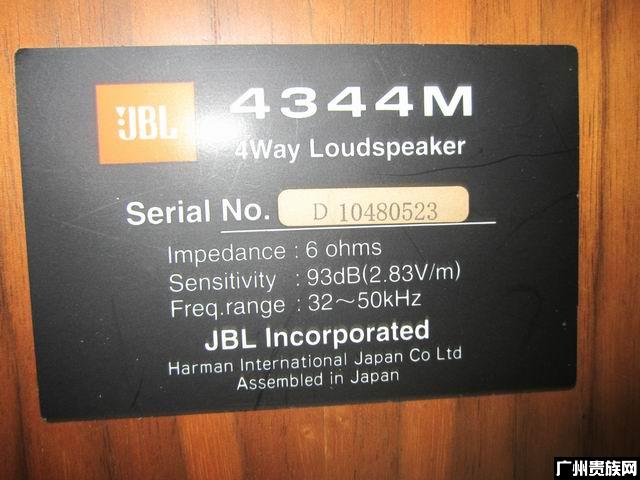 JBL
4344M
4Way Loudspeaker
Serial No. D 10480523
Impedance : 6 ohms
Sensitivity : 93dB(2.83V/m)
Freq.range : 32~50kHz
JBL Incorporated
Harman International Japan Co Ltd
Assembled in Japan
广州贵族网